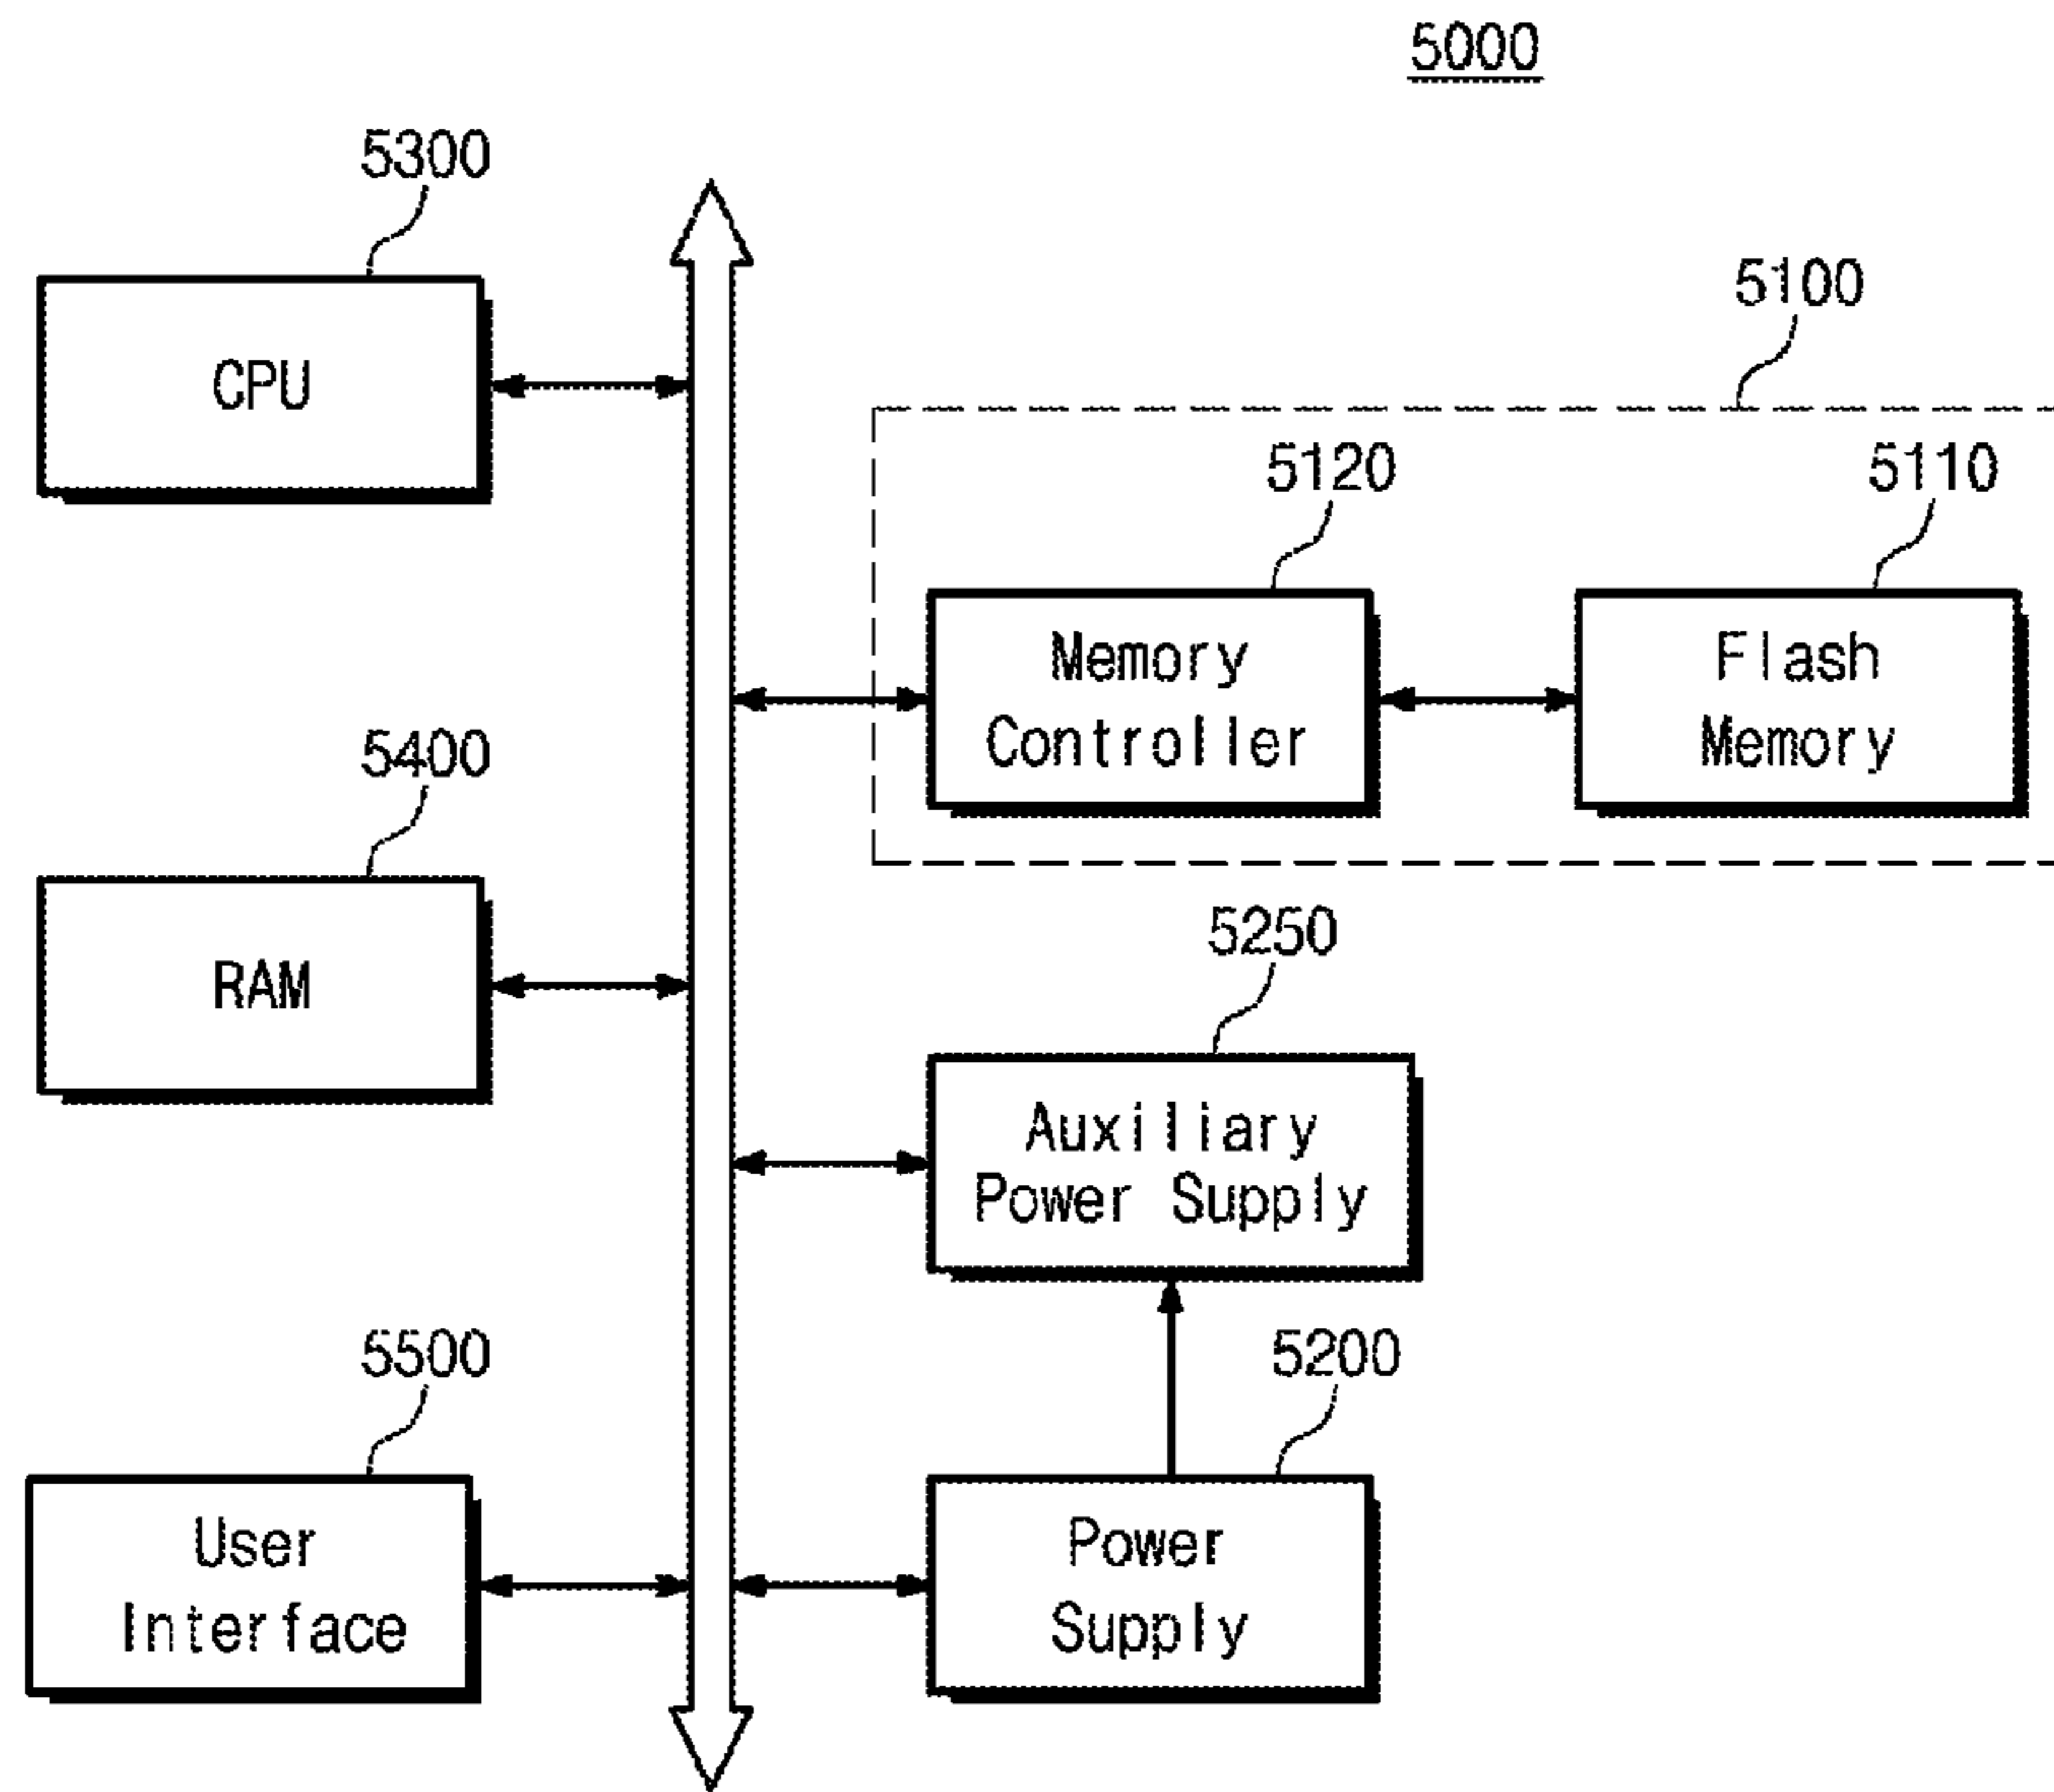 5000
5300
CPU
5100
5120
5110
Memory
Controller
Flash
Memory
5400
RAM
5250
Auxiliary
Power Supply
5500
User
Interface
5200
Power
Supply